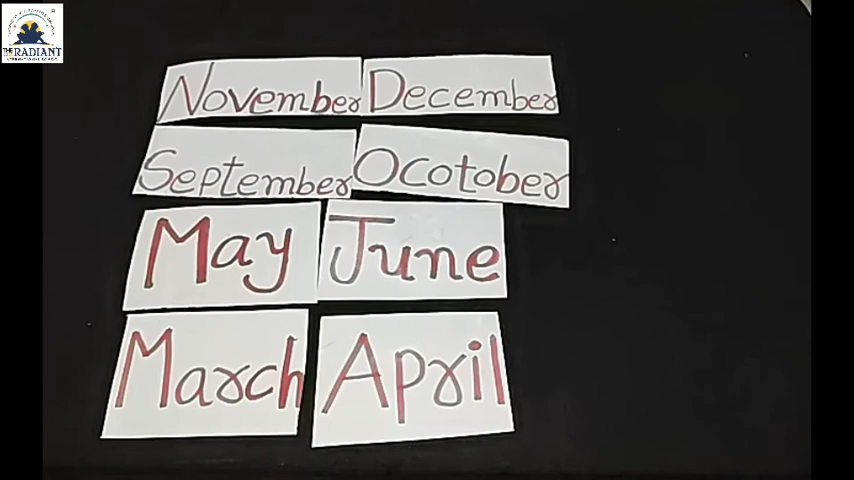 THE RADIANT
November December
September Ocotober
May June
March April